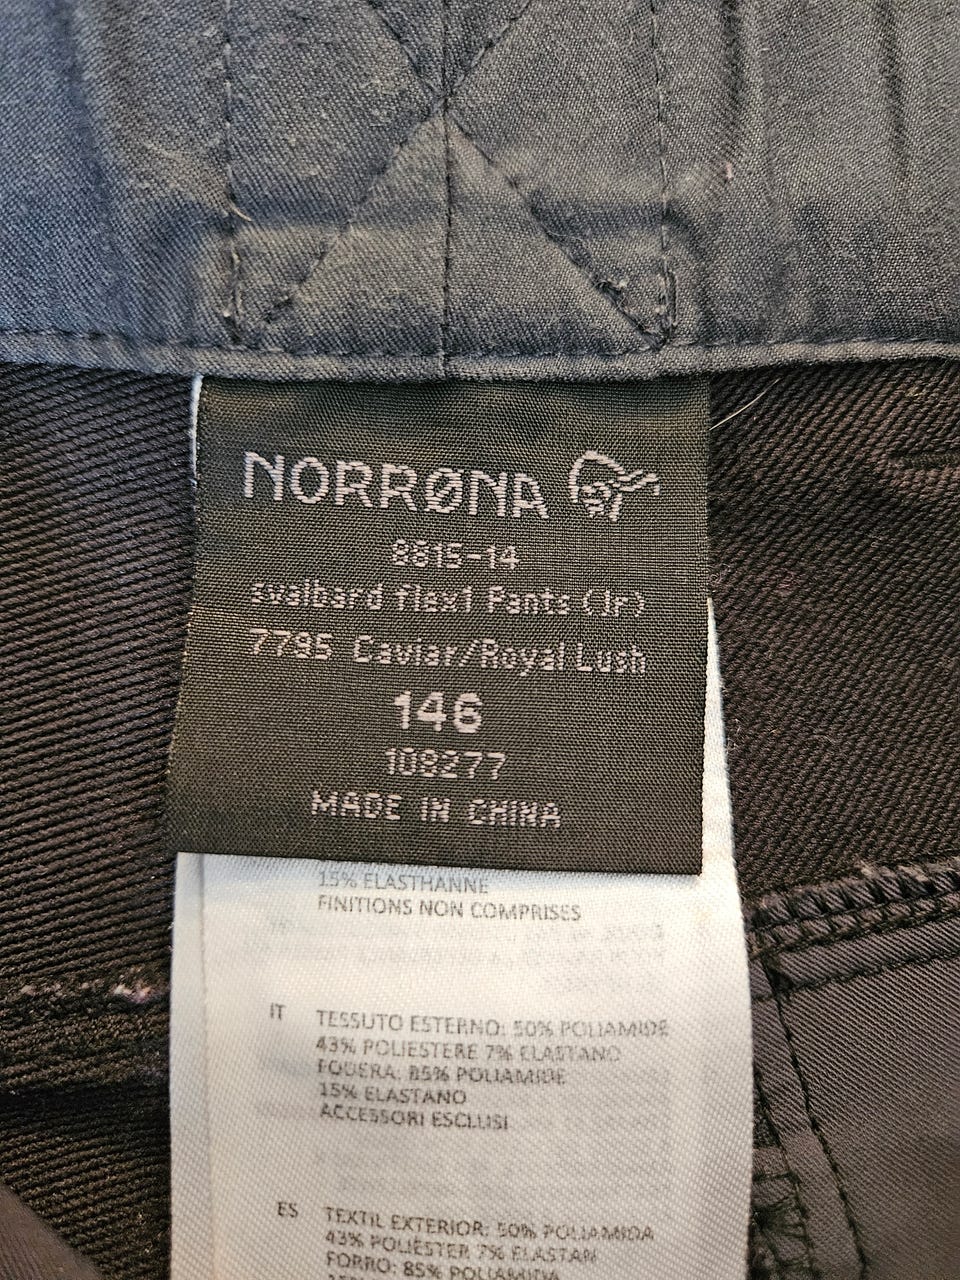 NORRØNA
8815-14
svalbard flex1 Pants (Jr)
7795 Caviar/Royal Lush
146
108277
MADE IN CHINA
15% ELASTHANNE
FINITIONS NON COMPRISES
IT
TESSUTO ESTERNO: 50% POLIAMIDE
43% POLIESTERE 7% ELASTANO
FODERA: 85% POLIAMIDE
15% ELASTANO
ACCESSORI ESCLUSI
ES
TEXTIL EXTERIOR: 50% POLIAMIDA
43% POLIÉSTER 7% ELASTAN
FORRO: 85% POLIAMIDA